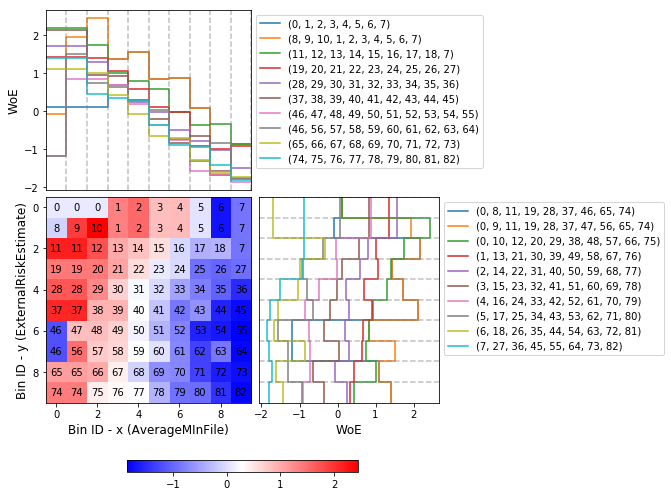 2
1
0
−1
−2
WoE
(0, 1, 2, 3, 4, 5, 6, 7)
(8, 9, 10, 1, 2, 3, 4, 5, 6, 7)
(11, 12, 13, 14, 15, 16, 17, 18, 7)
(19, 20, 21, 22, 23, 24, 25, 26, 27)
(28, 29, 30, 31, 32, 33, 34, 35, 36)
(37, 38, 39, 40, 41, 42, 43, 44, 45)
(46, 47, 48, 49, 50, 51, 52, 53, 54, 55)
(46, 56, 57, 58, 59, 60, 61, 62, 63, 64)
(65, 66, 67, 68, 69, 70, 71, 72, 73)
(74, 75, 76, 77, 78, 79, 80, 81, 82)
Bin ID - y (ExternalRiskEstimate)
0 0 0 0 1 2 3 4 5 6 7
8 9 10 1 2 3 4 5 6 7
2 11 11 12 13 14 15 16 17 18 7
19 19 20 21 22 23 24 25 26 27
4 28 28 29 30 31 32 33 34 35 36
37 37 38 39 40 41 42 43 44 45
6 46 47 48 49 50 51 52 53 54 55
46 56 57 58 59 60 61 62 63 64
8 65 65 66 67 68 69 70 71 72 73
74 74 75 76 77 78 79 80 81 82
0 2 4 6 8
Bin ID - x (AverageMInFile)
−2 −1 0 1 2
WoE
(0, 8, 11, 19, 28, 37, 46, 65, 74)
(0, 9, 11, 19, 28, 37, 47, 56, 65, 74)
(0, 10, 12, 20, 29, 38, 48, 57, 66, 75)
(1, 13, 21, 30, 39, 49, 58, 67, 76)
(2, 14, 22, 31, 40, 50, 59, 68, 77)
(3, 15, 23, 32, 41, 51, 60, 69, 78)
(4, 16, 24, 33, 42, 52, 61, 70, 79)
(5, 17, 25, 34, 43, 53, 62, 71, 80)
(6, 18, 26, 35, 44, 54, 63, 72, 81)
(7, 27, 36, 45, 55, 64, 73, 82)
−1 0 1 2